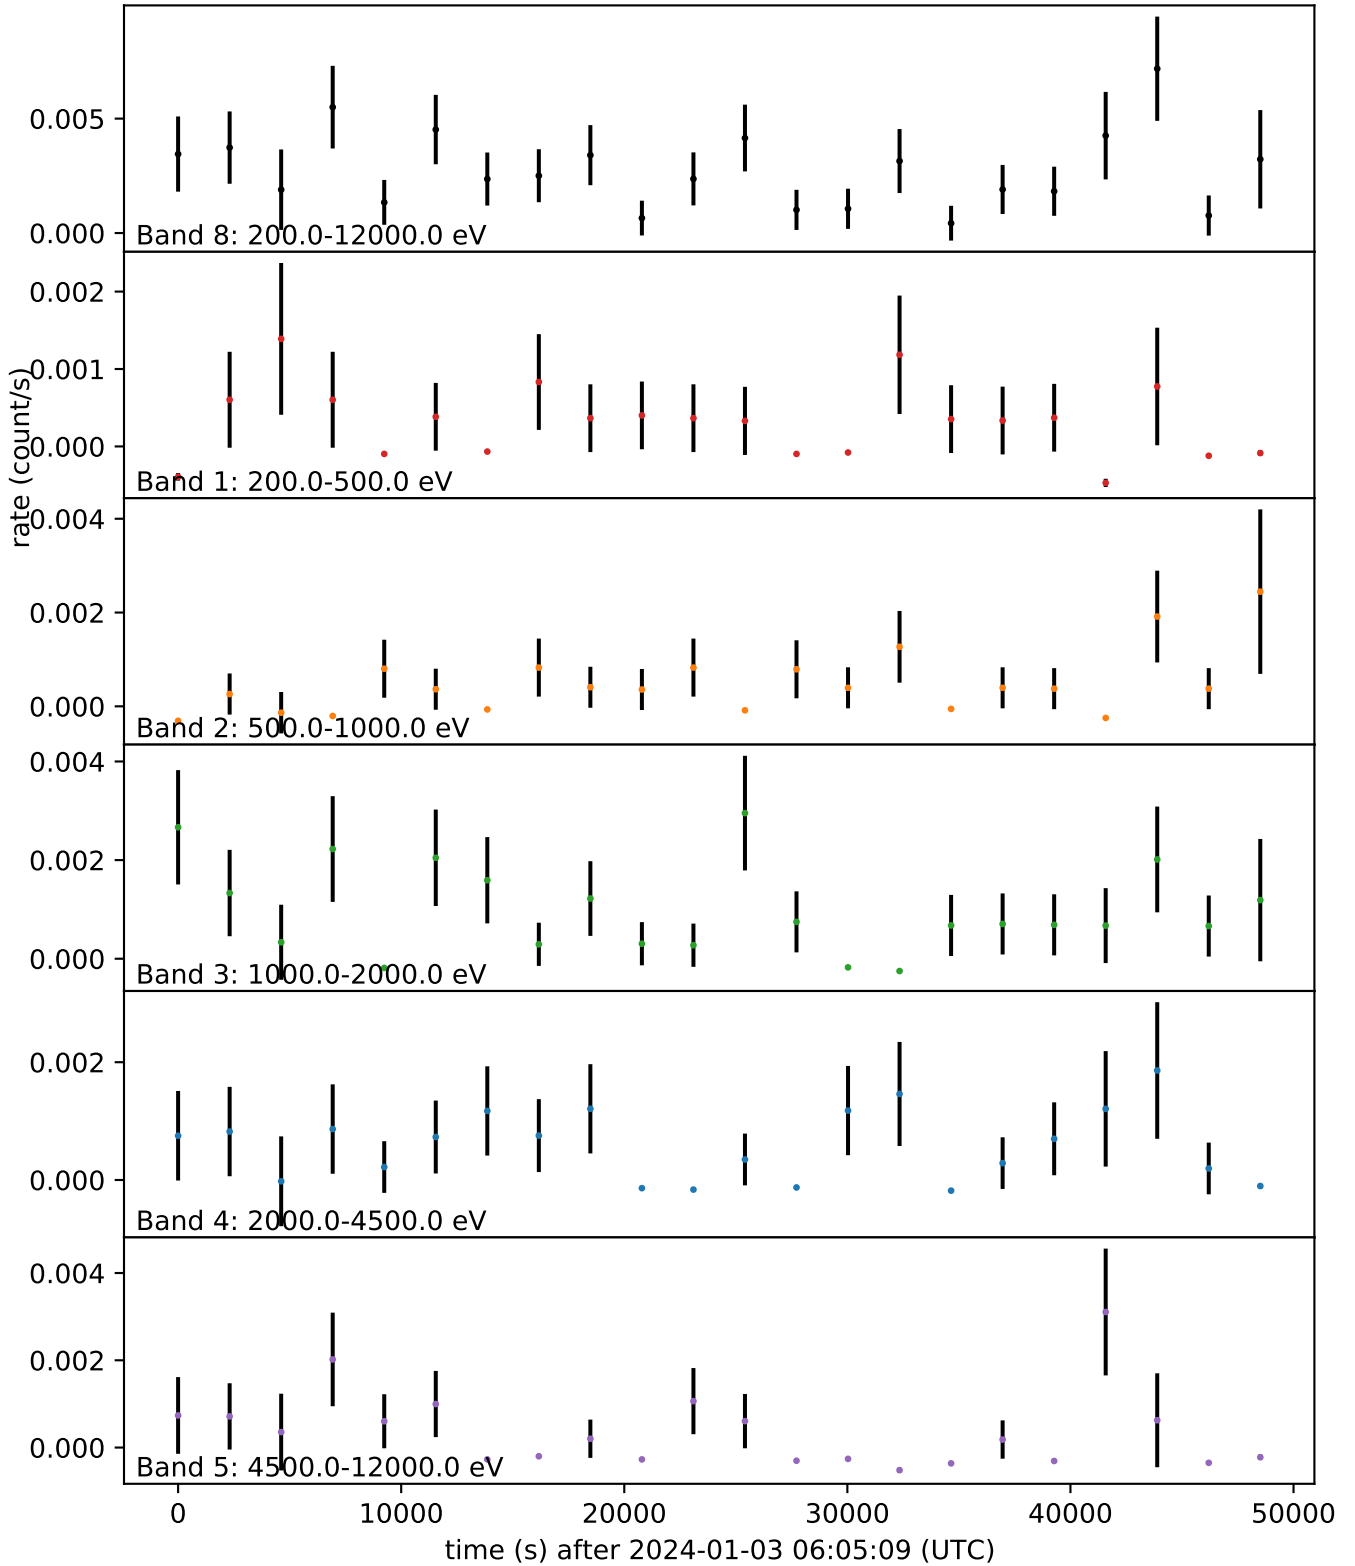 0.005
0.000
Band 8: 200.0-12000.0 eV
0.002
0.001
0.000
Band 1: 200.0-500.0 eV
rate (count/s)
0.004
0.002
0.000
Band 2: 500.0-1000.0 eV
0.004
0.002
0.000
Band 3: 1000.0-2000.0 eV
0.002
0.000
Band 4: 2000.0-4500.0 eV
0.004
0.002
0.000
Band 5: 4500.0-12000.0 eV
0 10000 20000 30000 40000 50000
time (s) after 2024-01-03 06:05:09 (UTC)